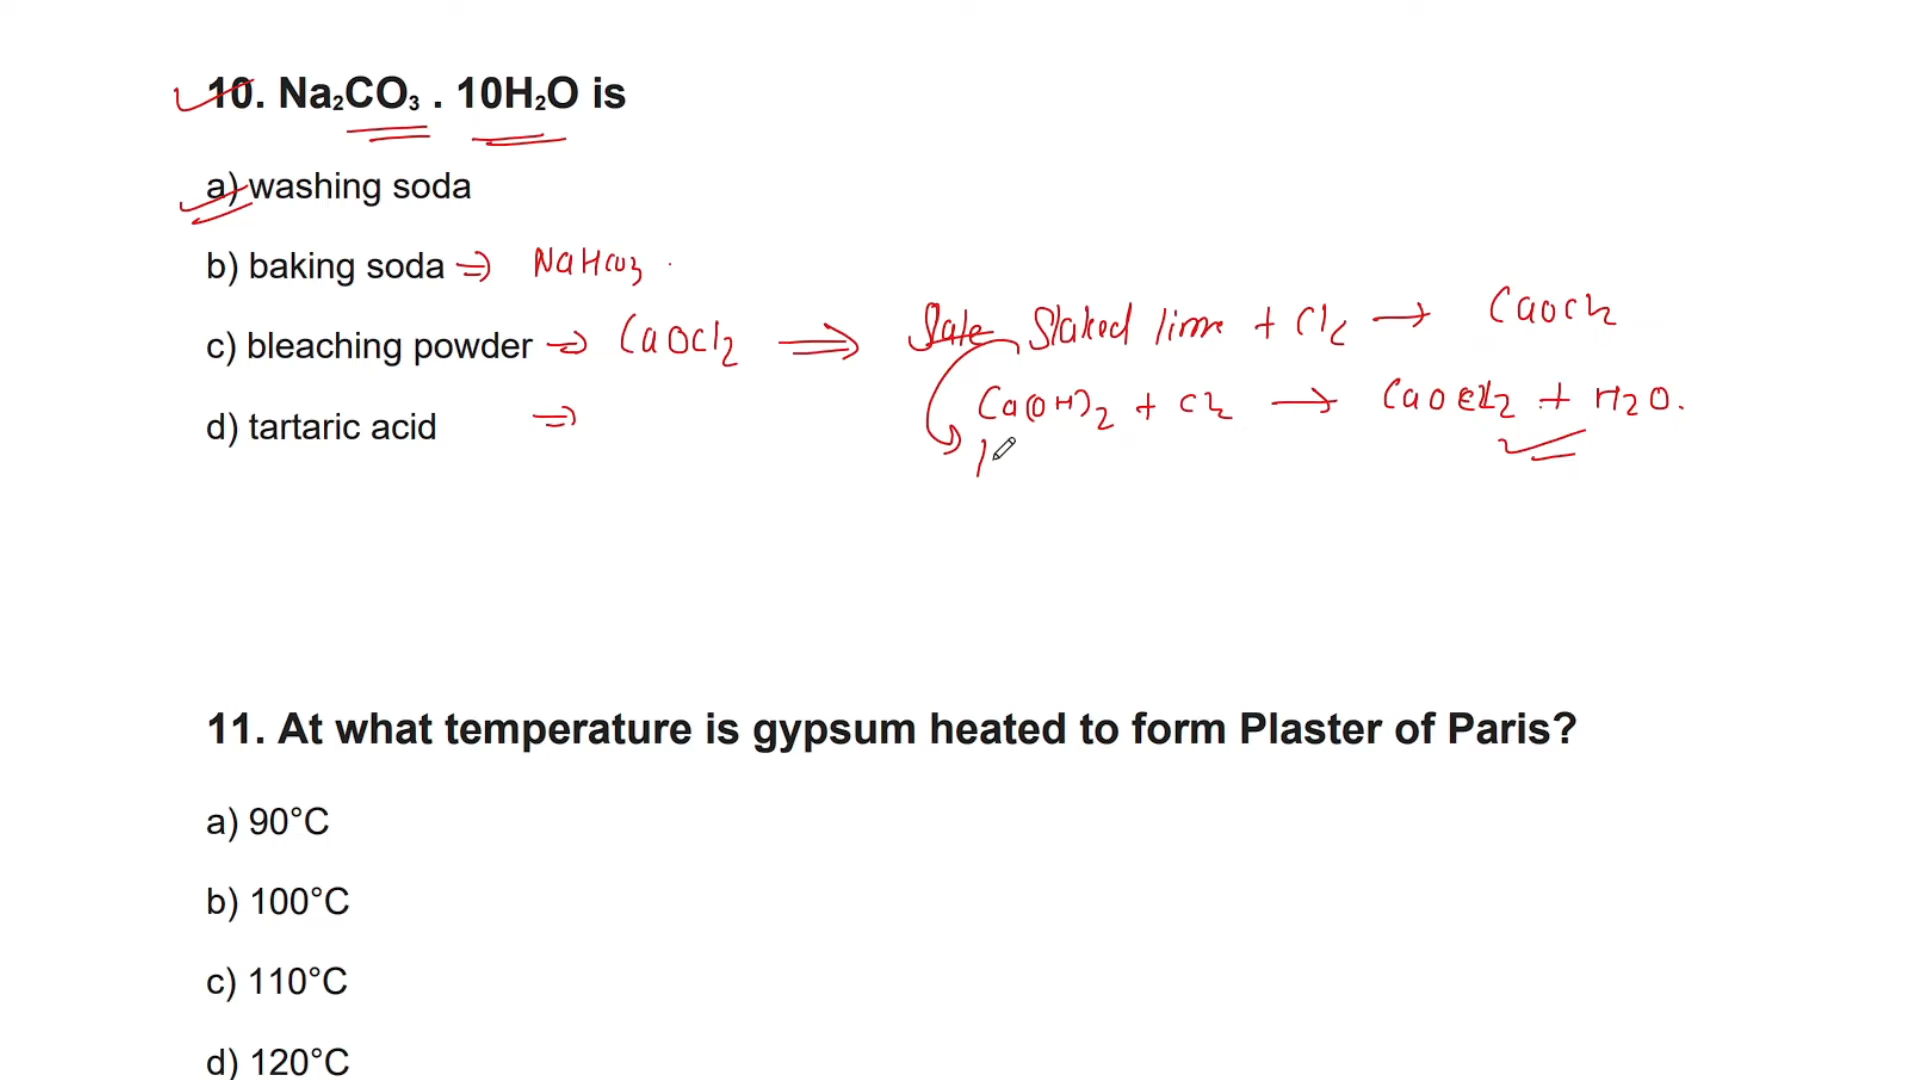 10. Na₂CO₃ . 10H₂O is
a) washing soda
b) baking soda ⇒ NaHCO3
c) bleaching powder ⇒ CaOCl2 ⇒ Slaked lime + Cl2 → CaOCl2
Ca(OH)2 + Cl2 → CaOCl2 + H2O.
d) tartaric acid ⇒
11. At what temperature is gypsum heated to form Plaster of Paris?
a) 90°C
b) 100°C
c) 110°C
d) 120°C